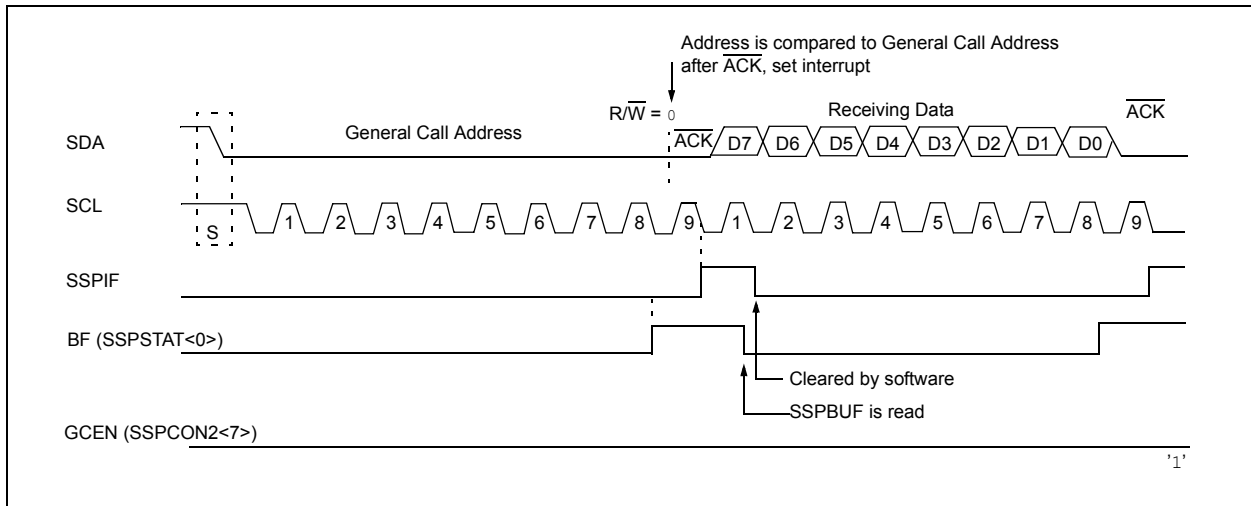 Address is compared to General Call Address
after ACK, set interrupt
R/W = 0
Receiving Data
ACK
SDA
General Call Address
ACK D7 D6 D5 D4 D3 D2 D1 D0
SCL
S 1 2 3 4 5 6 7 8 9 1 2 3 4 5 6 7 8 9
SSPIF
BF (SSPSTAT<0>)
Cleared by software
SSPBUF is read
GCEN (SSPCON2<7>)
'1'